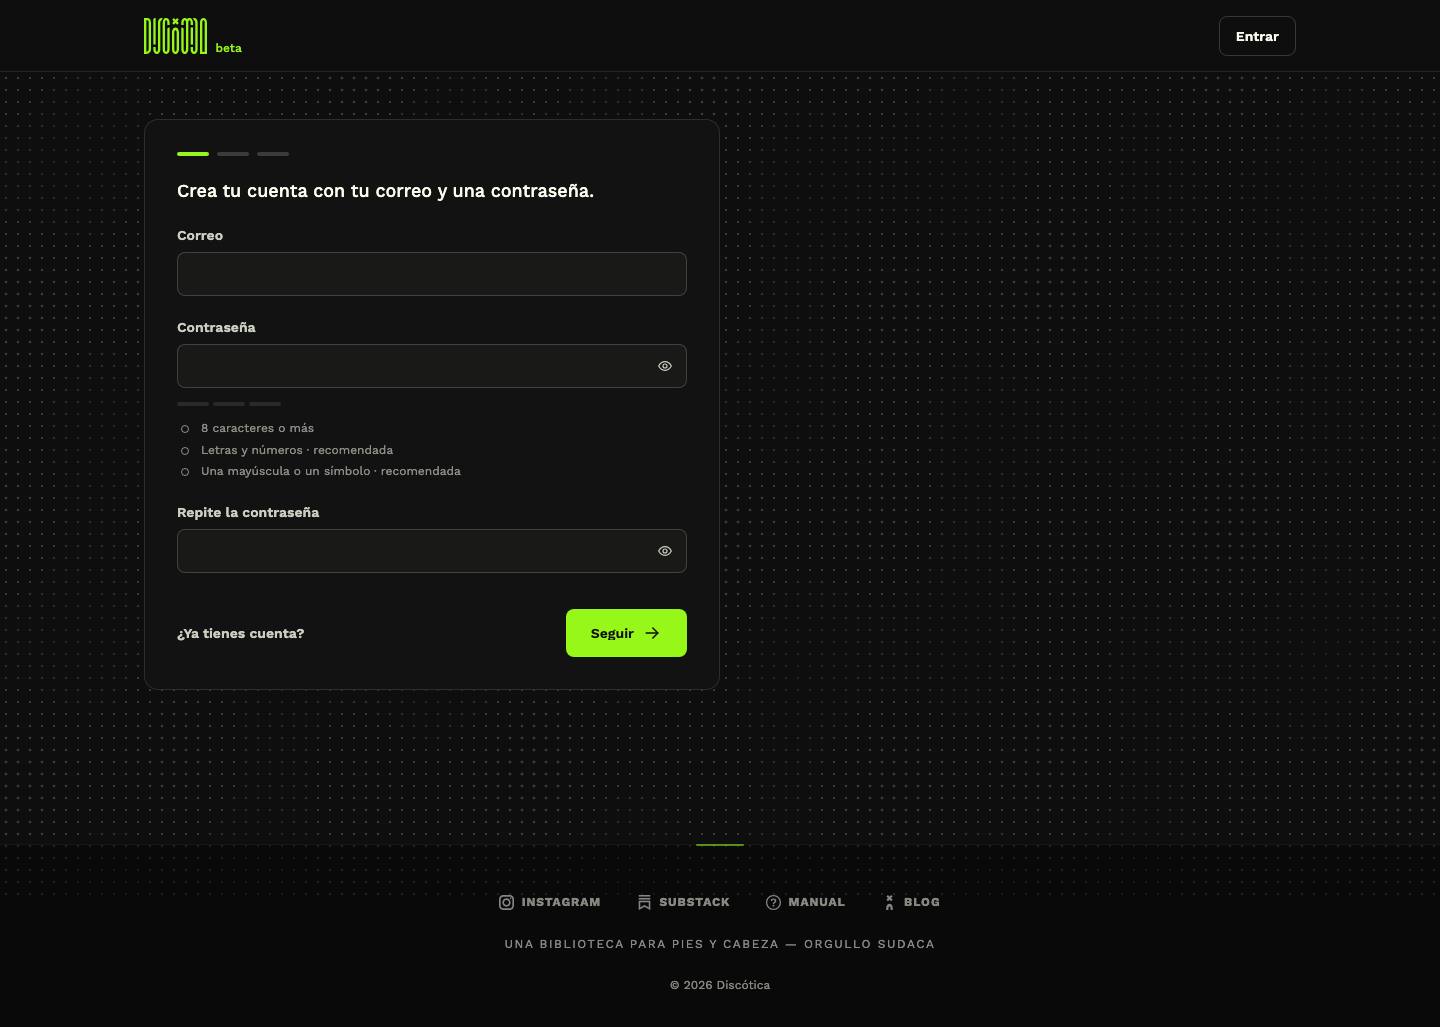 DISCÓTICA beta
Entrar
Crea tu cuenta con tu correo y una contraseña.
Correo
Contraseña
8 caracteres o más
Letras y números · recomendada
Una mayúscula o un símbolo · recomendada
Repite la contraseña
¿Ya tienes cuenta?
Seguir
INSTAGRAM SUBSTACK MANUAL BLOG
UNA BIBLIOTECA PARA PIES Y CABEZA — ORGULLO SUDACA
© 2026 Discótica